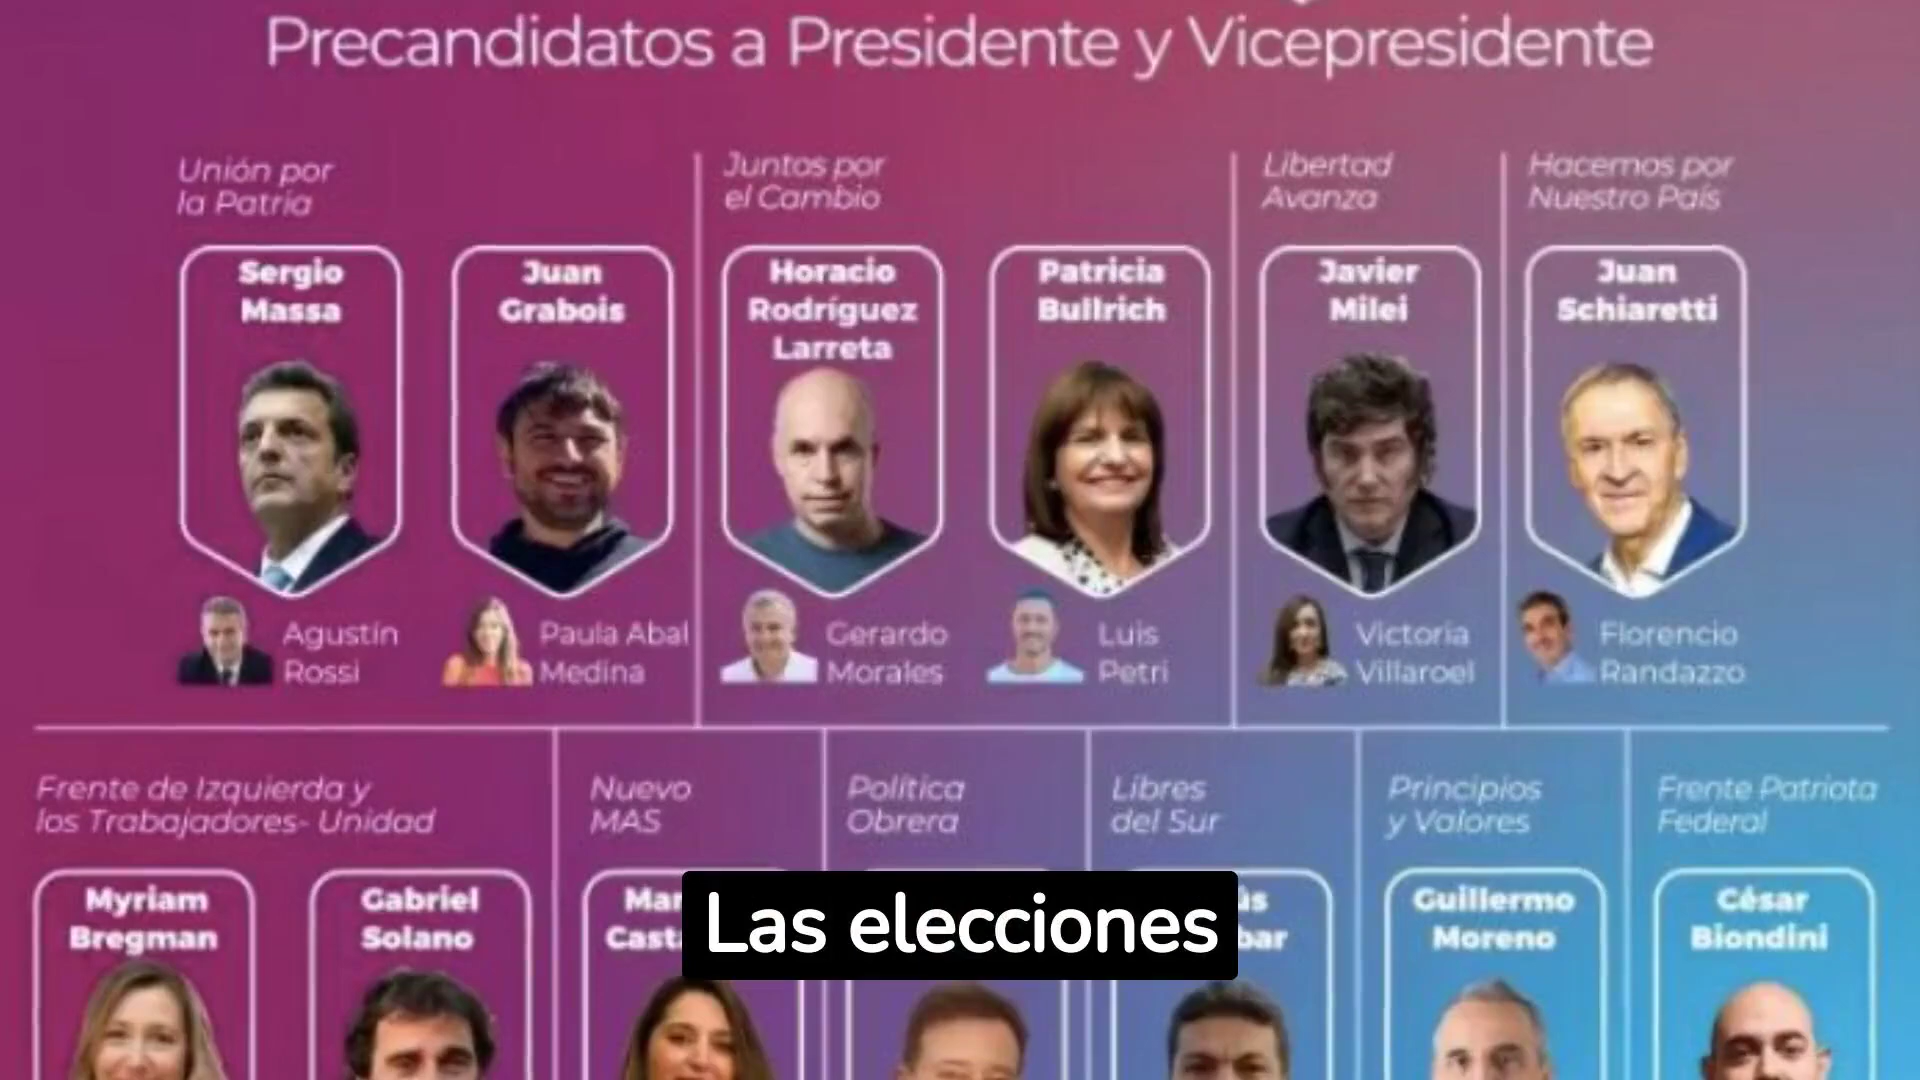 Precandidatos a Presidente y Vicepresidente
Unión por
la Patria
Juntos por
el Cambio
Libertad
Avanza
Hacemos por
Nuestro País
Sergio
Massa
Juan
Grabois
Horacio
Rodríguez
Larreta
Patricia
Bullrich
Javier
Milei
Juan
Schiaretti
Agustín
Rossi
Paula Abal
Medina
Gerardo
Morales
Luis
Petri
Victoria
Villaroel
Florencio
Randazzo
Frente de Izquierda y
los Trabajadores- Unidad
Nuevo
MAS
Política
Obrera
Libres
del Sur
Principios
y Valores
Frente Patriota
Federal
Myriam
Bregman
Gabriel
Solano
Guillermo
Moreno
César
Biondini
Las elecciones